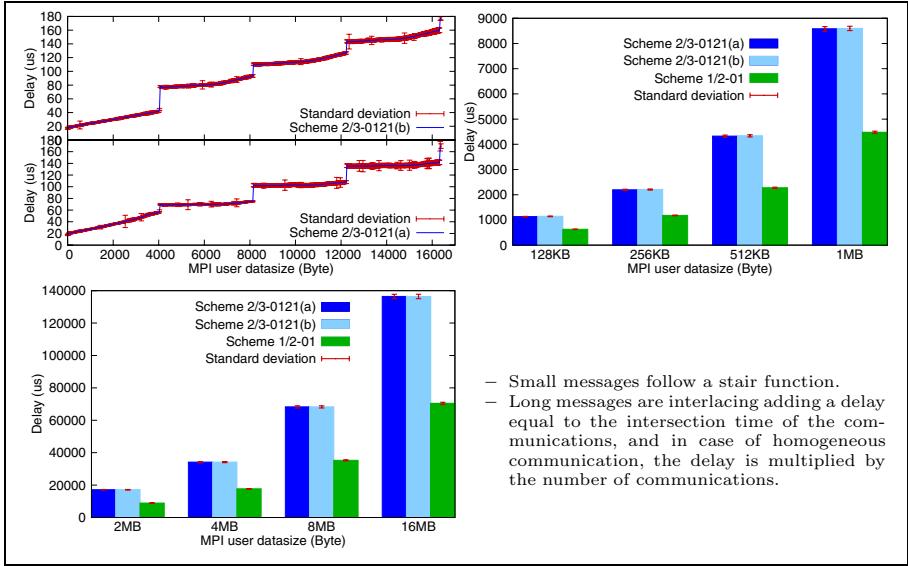 180
160
140
120
100
80
60
40
20
0
Delay (us)
Standard deviation
Scheme 2/3-0121(b)
180
140
120
100
80
60
40
20
0
Delay (us)
Standard deviation
Scheme 2/3-0121(a)
0 2000 4000 6000 8000 10000 12000 14000 16000
MPI user datasize (Byte)
9000
8000
7000
6000
5000
4000
3000
2000
1000
0
Delay (us)
Scheme 2/3-0121(a)
Scheme 2/3-0121(b)
Scheme 1/2-01
Standard deviation
128KB 256KB 512KB 1MB
MPI user datasize (Byte)
140000
120000
100000
80000
60000
40000
20000
0
Delay (us)
Scheme 2/3-0121(a)
Scheme 2/3-0121(b)
Scheme 1/2-01
Standard deviation
2MB 4MB 8MB 16MB
MPI user datasize (Byte)
– Small messages follow a stair function.
– Long messages are interlacing adding a delay
equal to the intersection time of the com-
munications, and in case of homogeneous
communication, the delay is multiplied by
the number of communications.